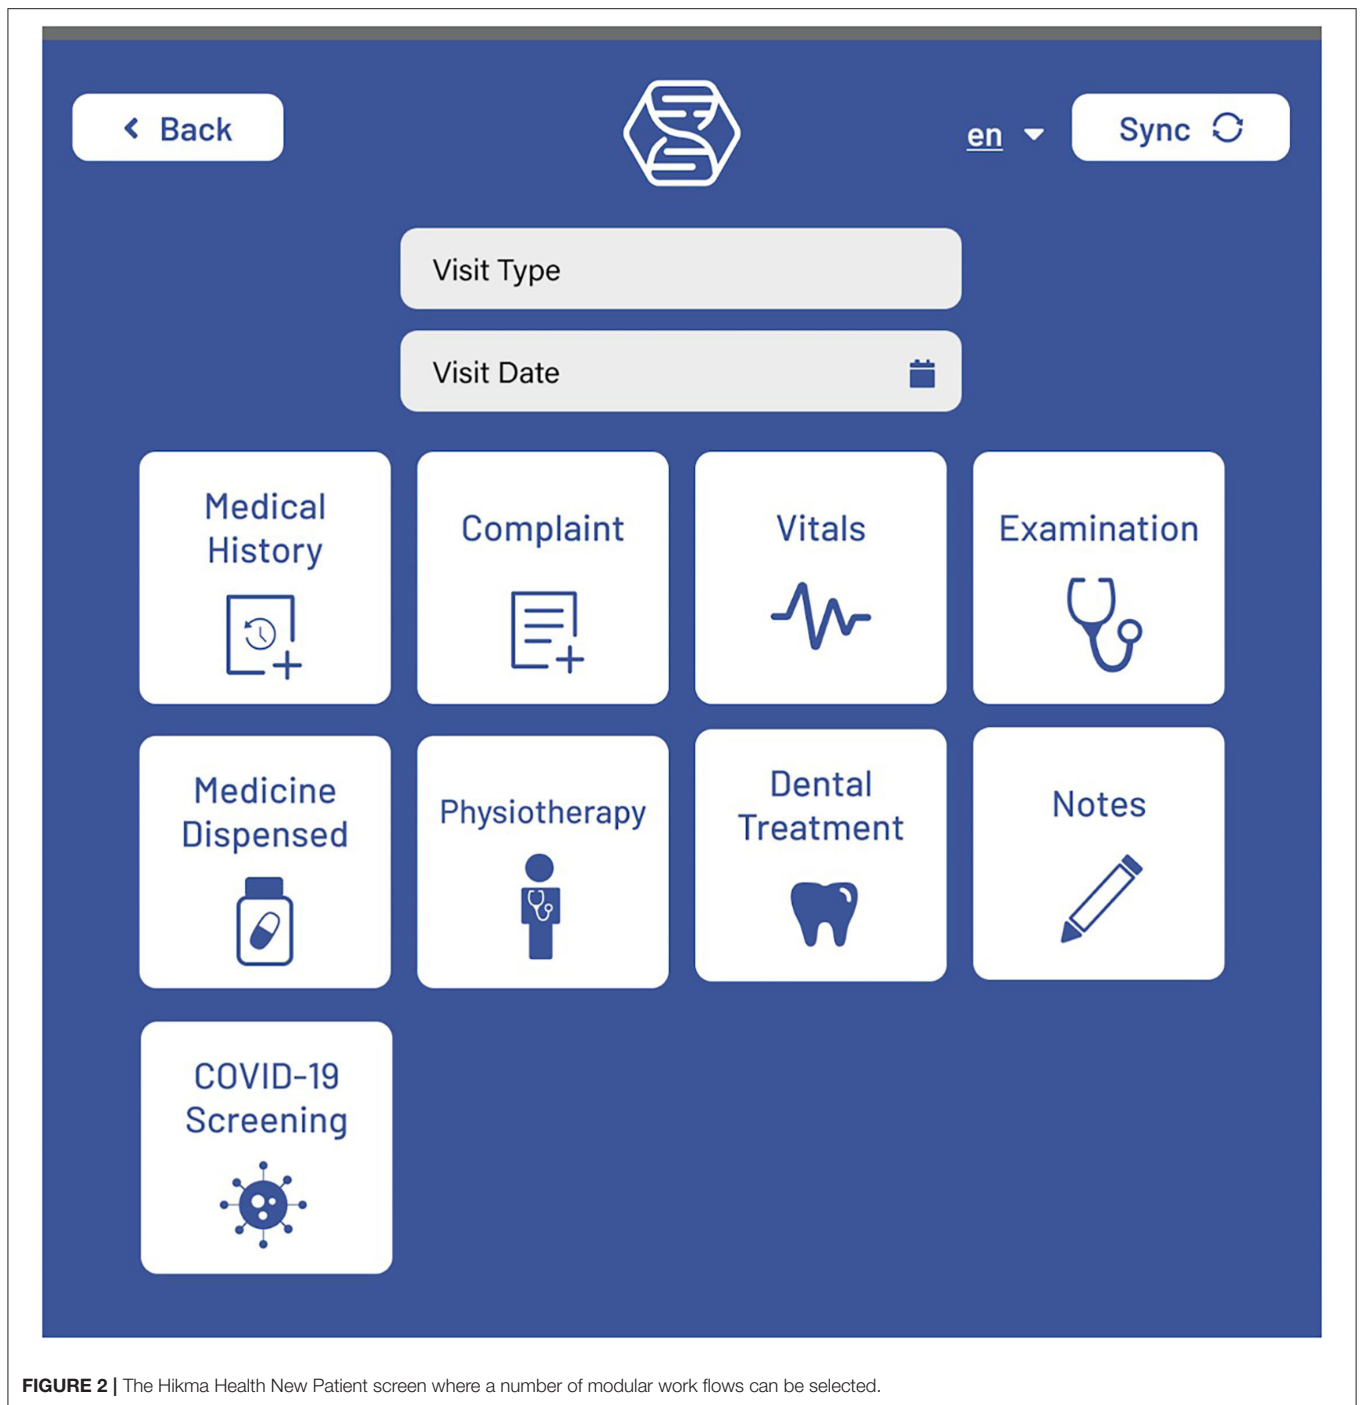 Back
en
Sync
Visit Type
Visit Date
Medical
History
Complaint
Vitals
Examination
Medicine
Dispensed
Physiotherapy
Dental
Treatment
Notes
COVID-19
Screening
FIGURE 2 | The Hikma Health New Patient screen where a number of modular work flows can be selected.